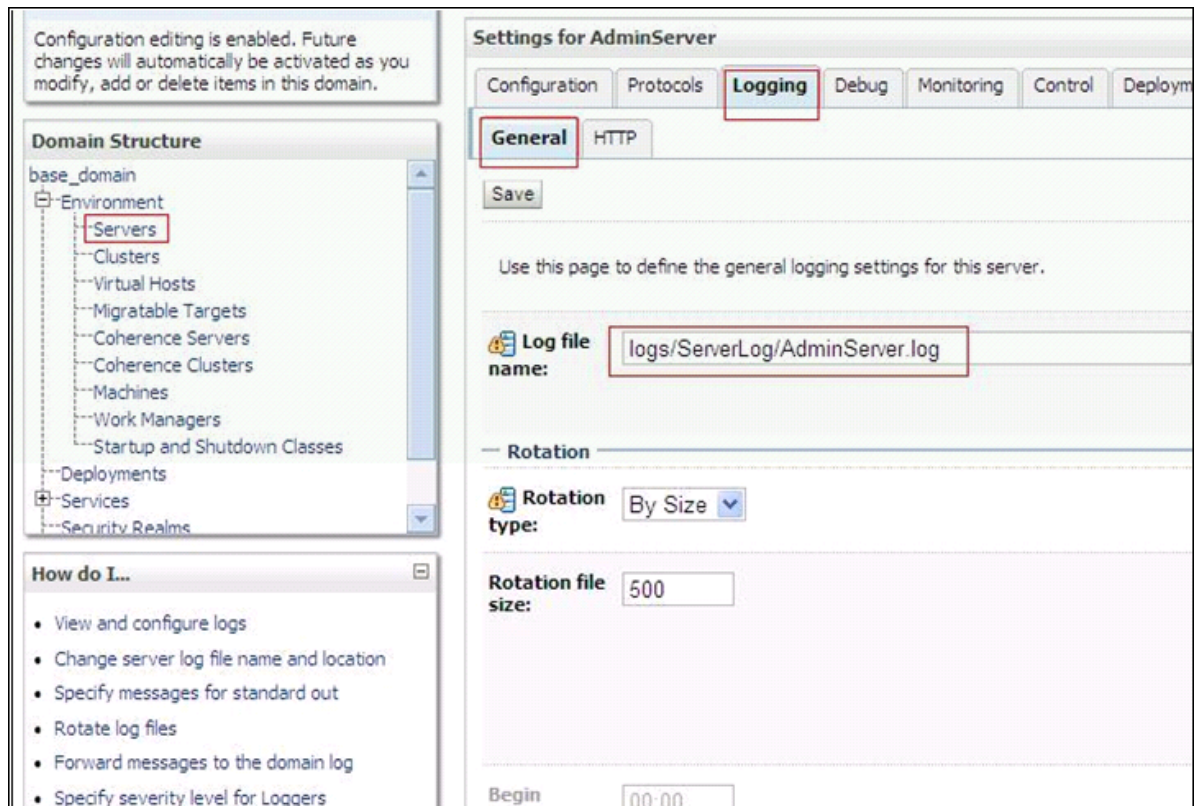 Configuration editing is enabled. Future
changes will automatically be activated as you
modify, add or delete items in this domain.
Domain Structure
base_domain
Environment
Servers
Clusters
Virtual Hosts
Migratable Targets
Coherence Servers
Coherence Clusters
Machines
Work Managers
Startup and Shutdown Classes
Deployments
Services
Security Realms
How do I...
View and configure logs
Change server log file name and location
Specify messages for standard out
Rotate log files
Forward messages to the domain log
Specify severity level for Loggers
Settings for AdminServer
Configuration Protocols Logging Debug Monitoring Control Deploym
General HTTP
Save
Use this page to define the general logging settings for this server.
Log file
name:
logs/ServerLog/AdminServer.log
Rotation
Rotation
type:
By Size
Rotation file
size:
500
Begin
00:00